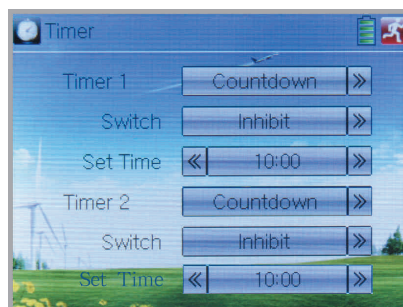 Timer
Timer 1 Countdown »
Switch Inhibit »
Set Time « 10:00 »
Timer 2 Countdown »
Switch Inhibit »
Set Time « 10:00 »